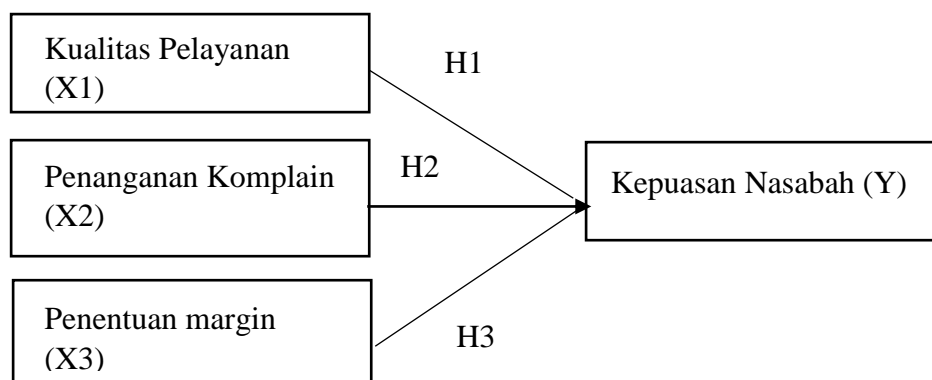 Kualitas Pelayanan
(X1)
H1
Penanganan Komplain
(X2)
H2
Kepuasan Nasabah (Y)
Penentuan margin
(X3)
H3